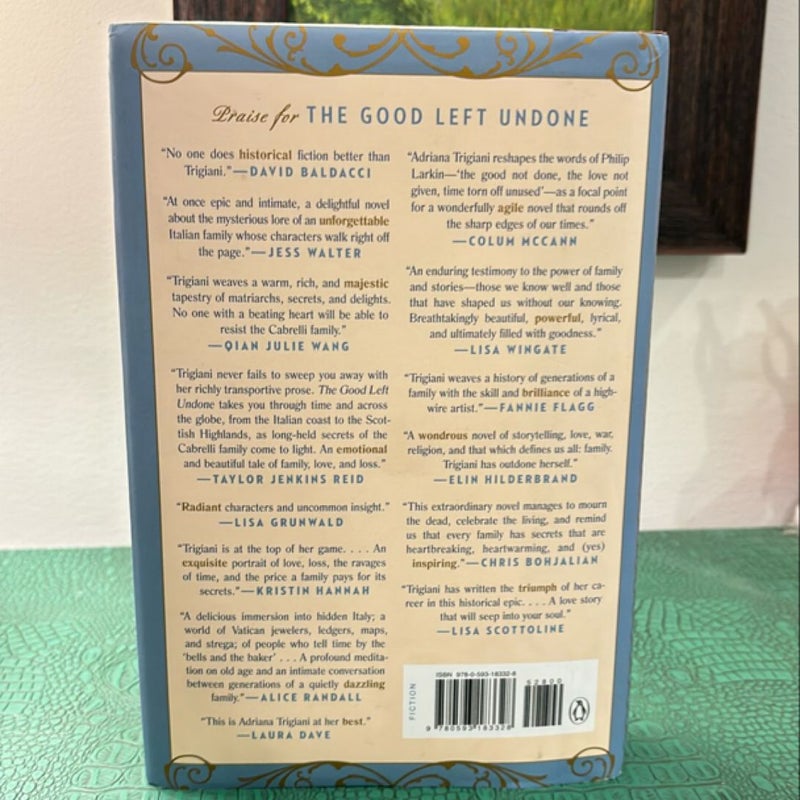 Praise for THE GOOD LEFT UNDONE
"No one does historical fiction better than
Trigiani."—DAVID BALDACCI
"At once epic and intimate, a delightful novel
about the mysterious lore of an unforgettable
Italian family whose characters walk right off
the page."—JESS WALTER
"Trigiani weaves a warm, rich, and majestic
tapestry of matriarchs, secrets, and delights.
No one with a beating heart will be able to
resist the Cabrelli family."
—QIAN JULIE WANG
"Trigiani never fails to sweep you away with
her richly transportive prose. The Good Left
Undone takes you through time and across
the globe, from the Italian coast to the Scot-
tish Highlands, as long-held secrets of the
Cabrelli family come to light. An emotional
and beautiful tale of family, love, and loss."
—TAYLOR JENKINS REID
"Radiant characters and uncommon insight."
—LISA GRUNWALD
"Trigiani is at the top of her game. . . . An
exquisite portrait of love, loss, the ravages
of time, and the price a family pays for its
secrets."—KRISTIN HANNAH
"A delicious immersion into hidden Italy; a
world of Vatican jewelers, ledgers, maps,
and strega; of people who tell time by the
'bells and the baker' . . . A profound medita-
tion on old age and an intimate conversation
between generations of a quietly dazzling
family."—ALICE RANDALL
"This is Adriana Trigiani at her best."
—LAURA DAVE
"Adriana Trigiani reshapes the words of Philip
Larkin—'the good not done, the love not
given, time torn off unused'—as a focal point
for a wonderfully agile novel that rounds off
the sharp edges of our times."
—COLUM MCCANN
"An enduring testimony to the power of family
and stories—those we know well and those
that have shaped us without our knowing.
Breathtakingly beautiful, powerful, lyrical,
and ultimately filled with goodness."
—LISA WINGATE
"Trigiani weaves a history of generations of a
family with the skill and brilliance of a high-
wire artist."—FANNIE FLAGG
"A wondrous novel of storytelling, love, war,
religion, and that which defines us all: family.
Trigiani has outdone herself."
—ELIN HILDERBRAND
"This extraordinary novel manages to mourn
the dead, celebrate the living, and remind
us that every family has secrets that are
heartbreaking, heartwarming, and (yes)
inspiring."—CHRIS BOHJALIAN
"Trigiani has written the triumph of her ca-
reer in this historical epic. . . . A love story
that will seep into your soul."
—LISA SCOTTOLINE
FICTION
ISBN 978-0-593-18332-8
52800
9 780593 183328